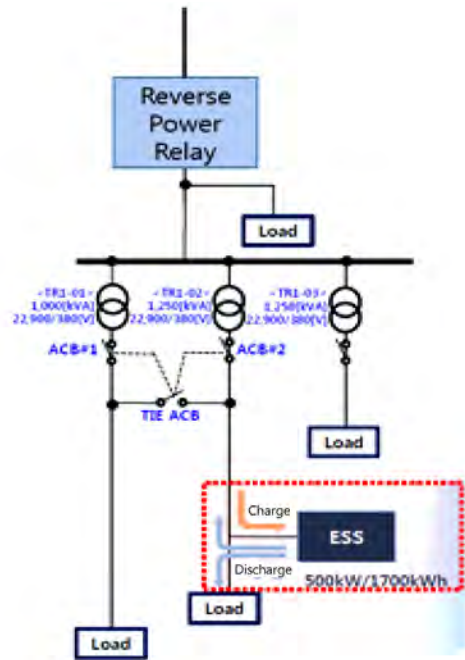 Reverse
Power
Relay
Load
<TR1-01>
1,000[kVA]
22,900/380[V]
<TR1-02>
1,250[kVA]
22,900/380[V]
<TR1-03>
1,250[kVA]
22,900/380[V]
ACB#1
ACB#2
TIE ACB
Load
Charge
ESS
Discharge
500kW/1700kWh
Load
Load